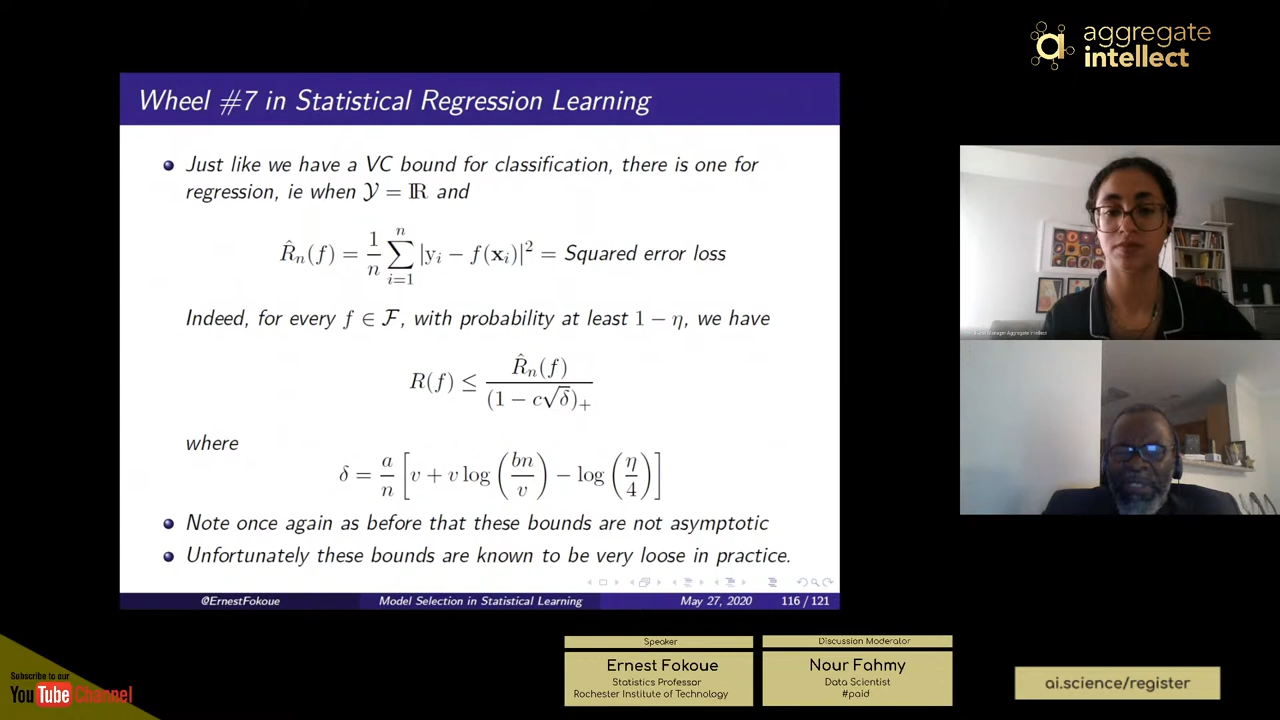 aggregate
intellect
Wheel #7 in Statistical Regression Learning
Just like we have a VC bound for classification, there is one for
regression, ie when 𝒴 = ℝ and
R̂ₙ(f) = 1/n ∑ⁿᵢ₌₁ |yᵢ − f(xᵢ)|² = Squared error loss
Indeed, for every f ∈ ℱ, with probability at least 1 − η, we have
R(f) ≤ R̂ₙ(f) / (1 − c√δ)₊
where
δ = a/n [v + v log (bn/v) − log (η/4)]
Note once again as before that these bounds are not asymptotic
Unfortunately these bounds are known to be very loose in practice.
@ErnestFokoue Model Selection in Statistical Learning May 27, 2020 116 / 121
Speaker
Ernest Fokoue
Statistics Professor
Rochester Institute of Technology
Discussion Moderator
Nour Fahmy
Data Scientist
#paid
Subscribe to our
YouTube Channel
ai.science/register